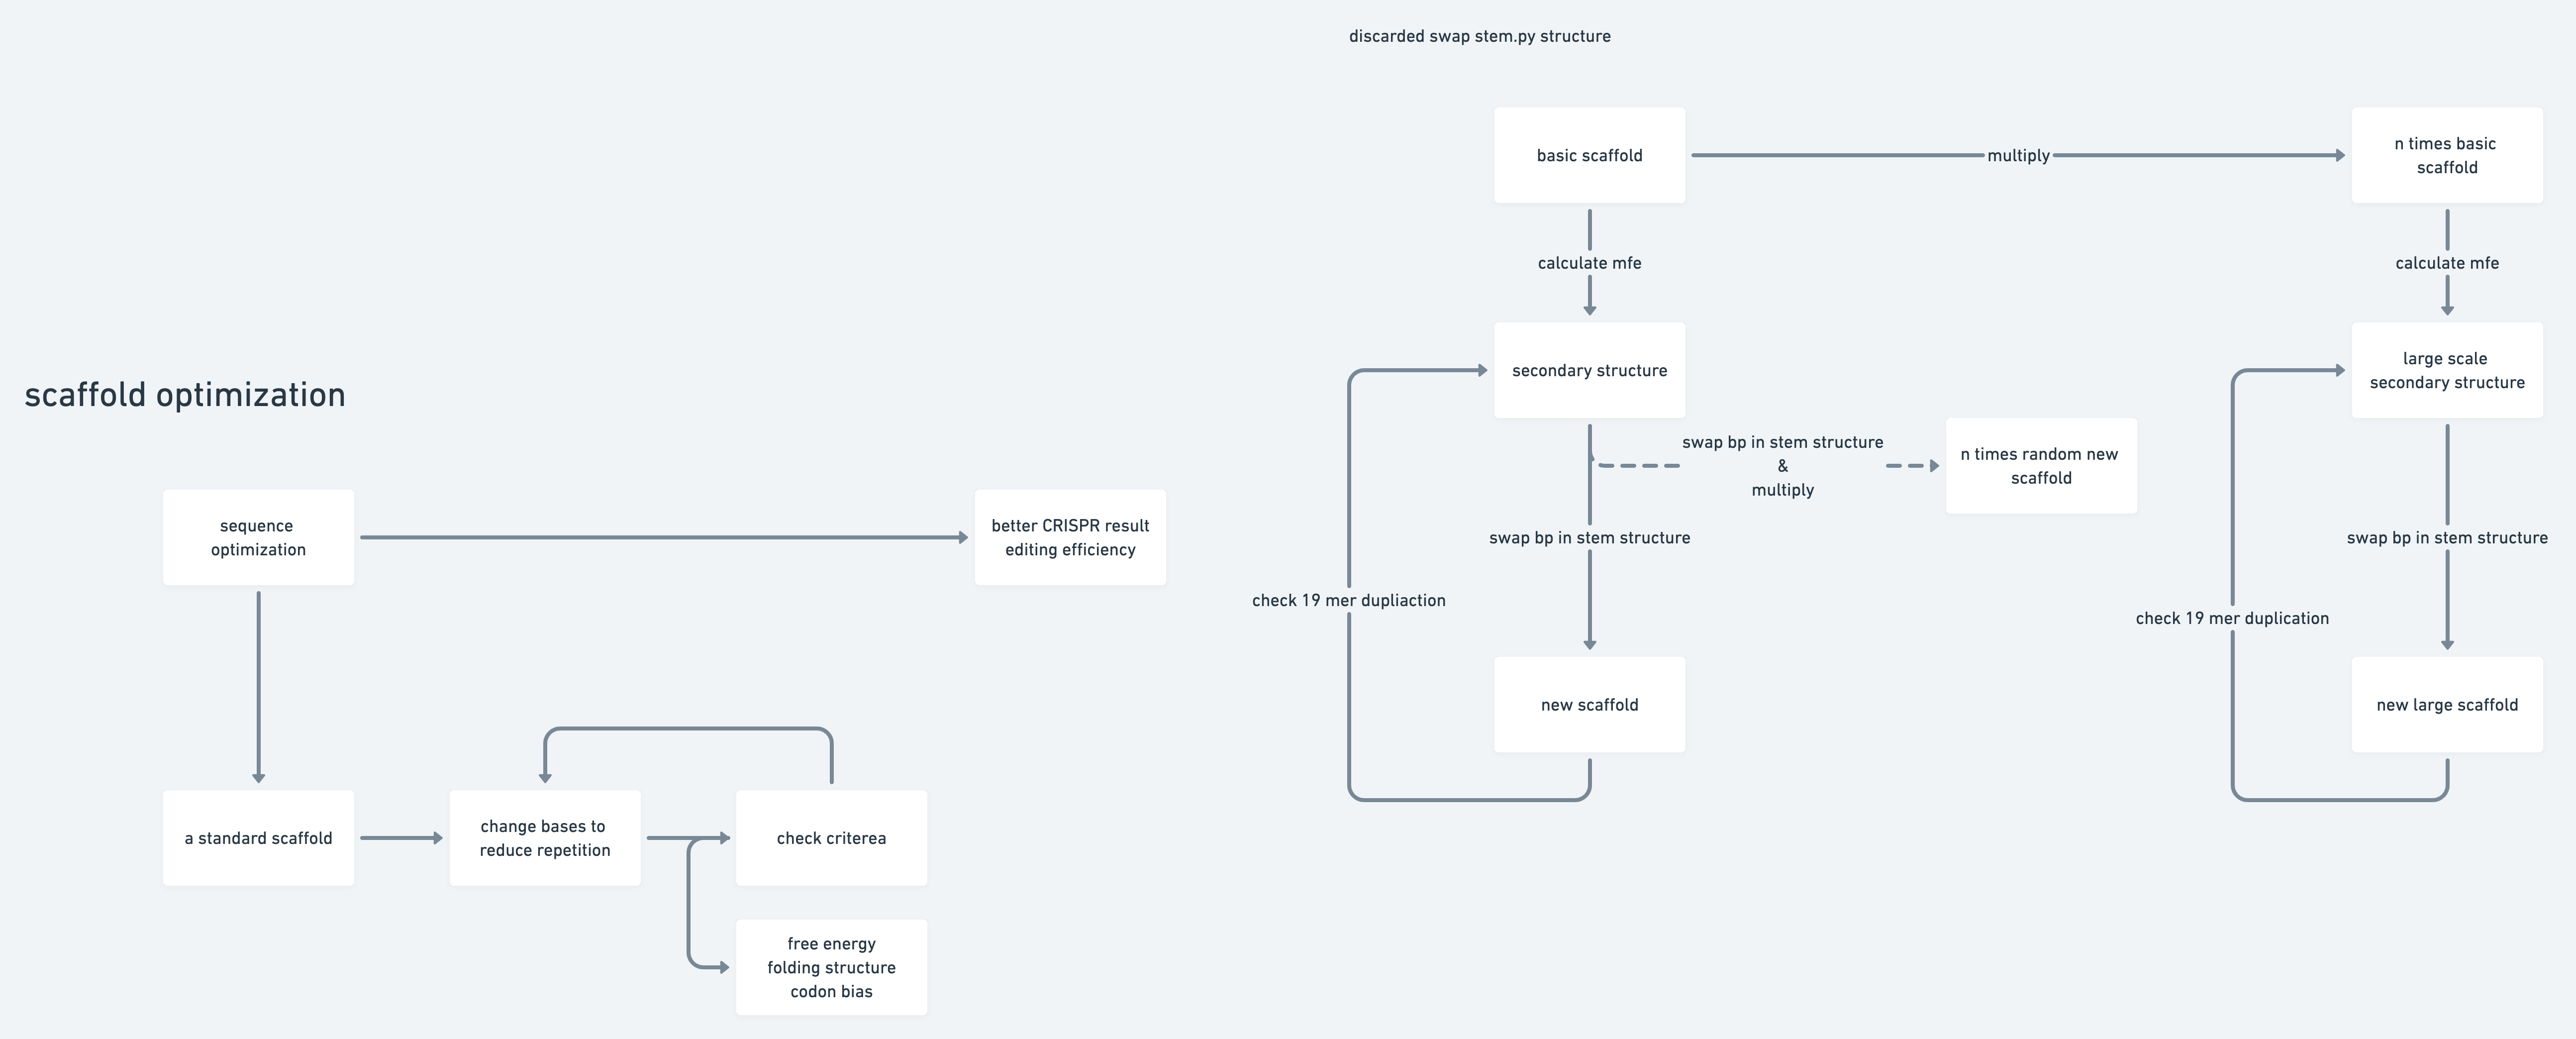 discarded swap stem.py structure
basic scaffold
multiply
n times basic
scaffold
calculate mfe
calculate mfe
secondary structure
large scale
secondary structure
scaffold optimization
swap bp in stem structure
&
multiply
n times random new
scaffold
sequence
optimization
better CRISPR result
editing efficiency
swap bp in stem structure
swap bp in stem structure
check 19 mer dupliaction
check 19 mer duplication
new scaffold
new large scaffold
a standard scaffold
change bases to
reduce repetition
check criterea
free energy
folding structure
codon bias